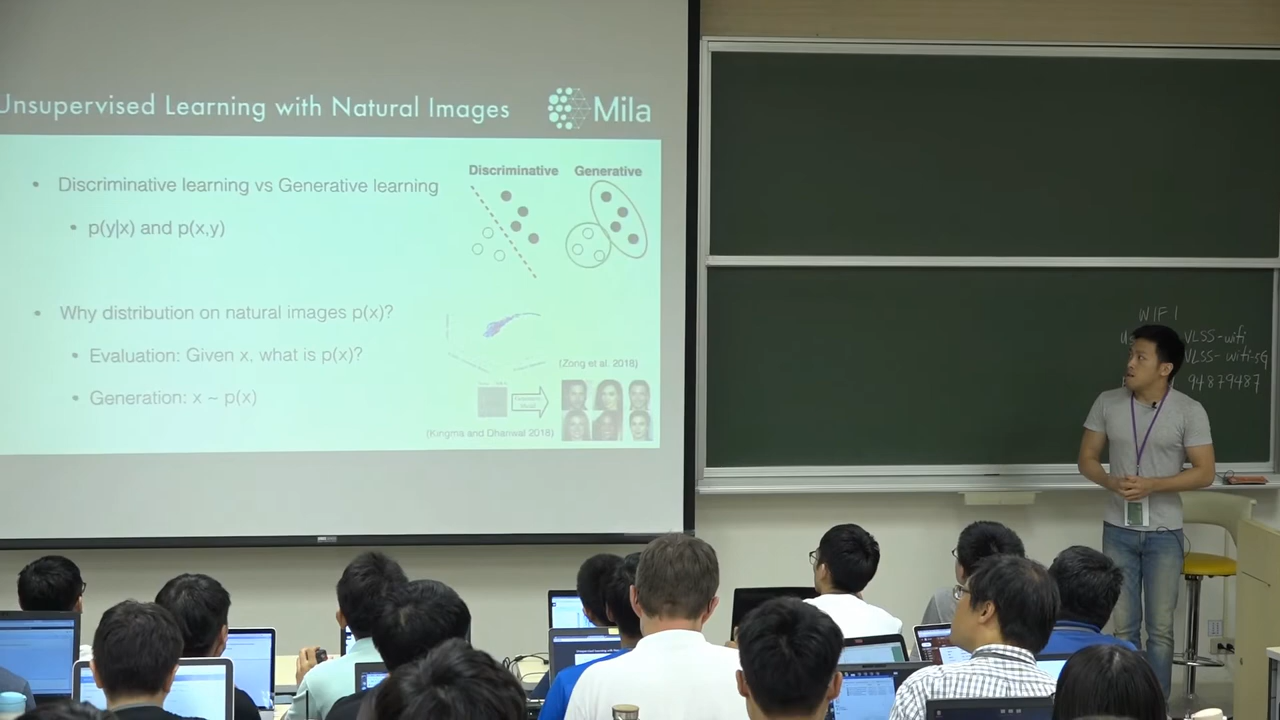 Unsupervised Learning with Natural Images
Mila
• Discriminative learning vs Generative learning
• p(y|x) and p(x,y)
Discriminative Generative
• Why distribution on natural images p(x)?
• Evaluation: Given x, what is p(x)?
• Generation: x ~ p(x)
(Zong et al. 2018)
(Kingma and Dhariwal 2018)
WIFI
VLSS-wifi
VLSS-wifi-5G
94879487